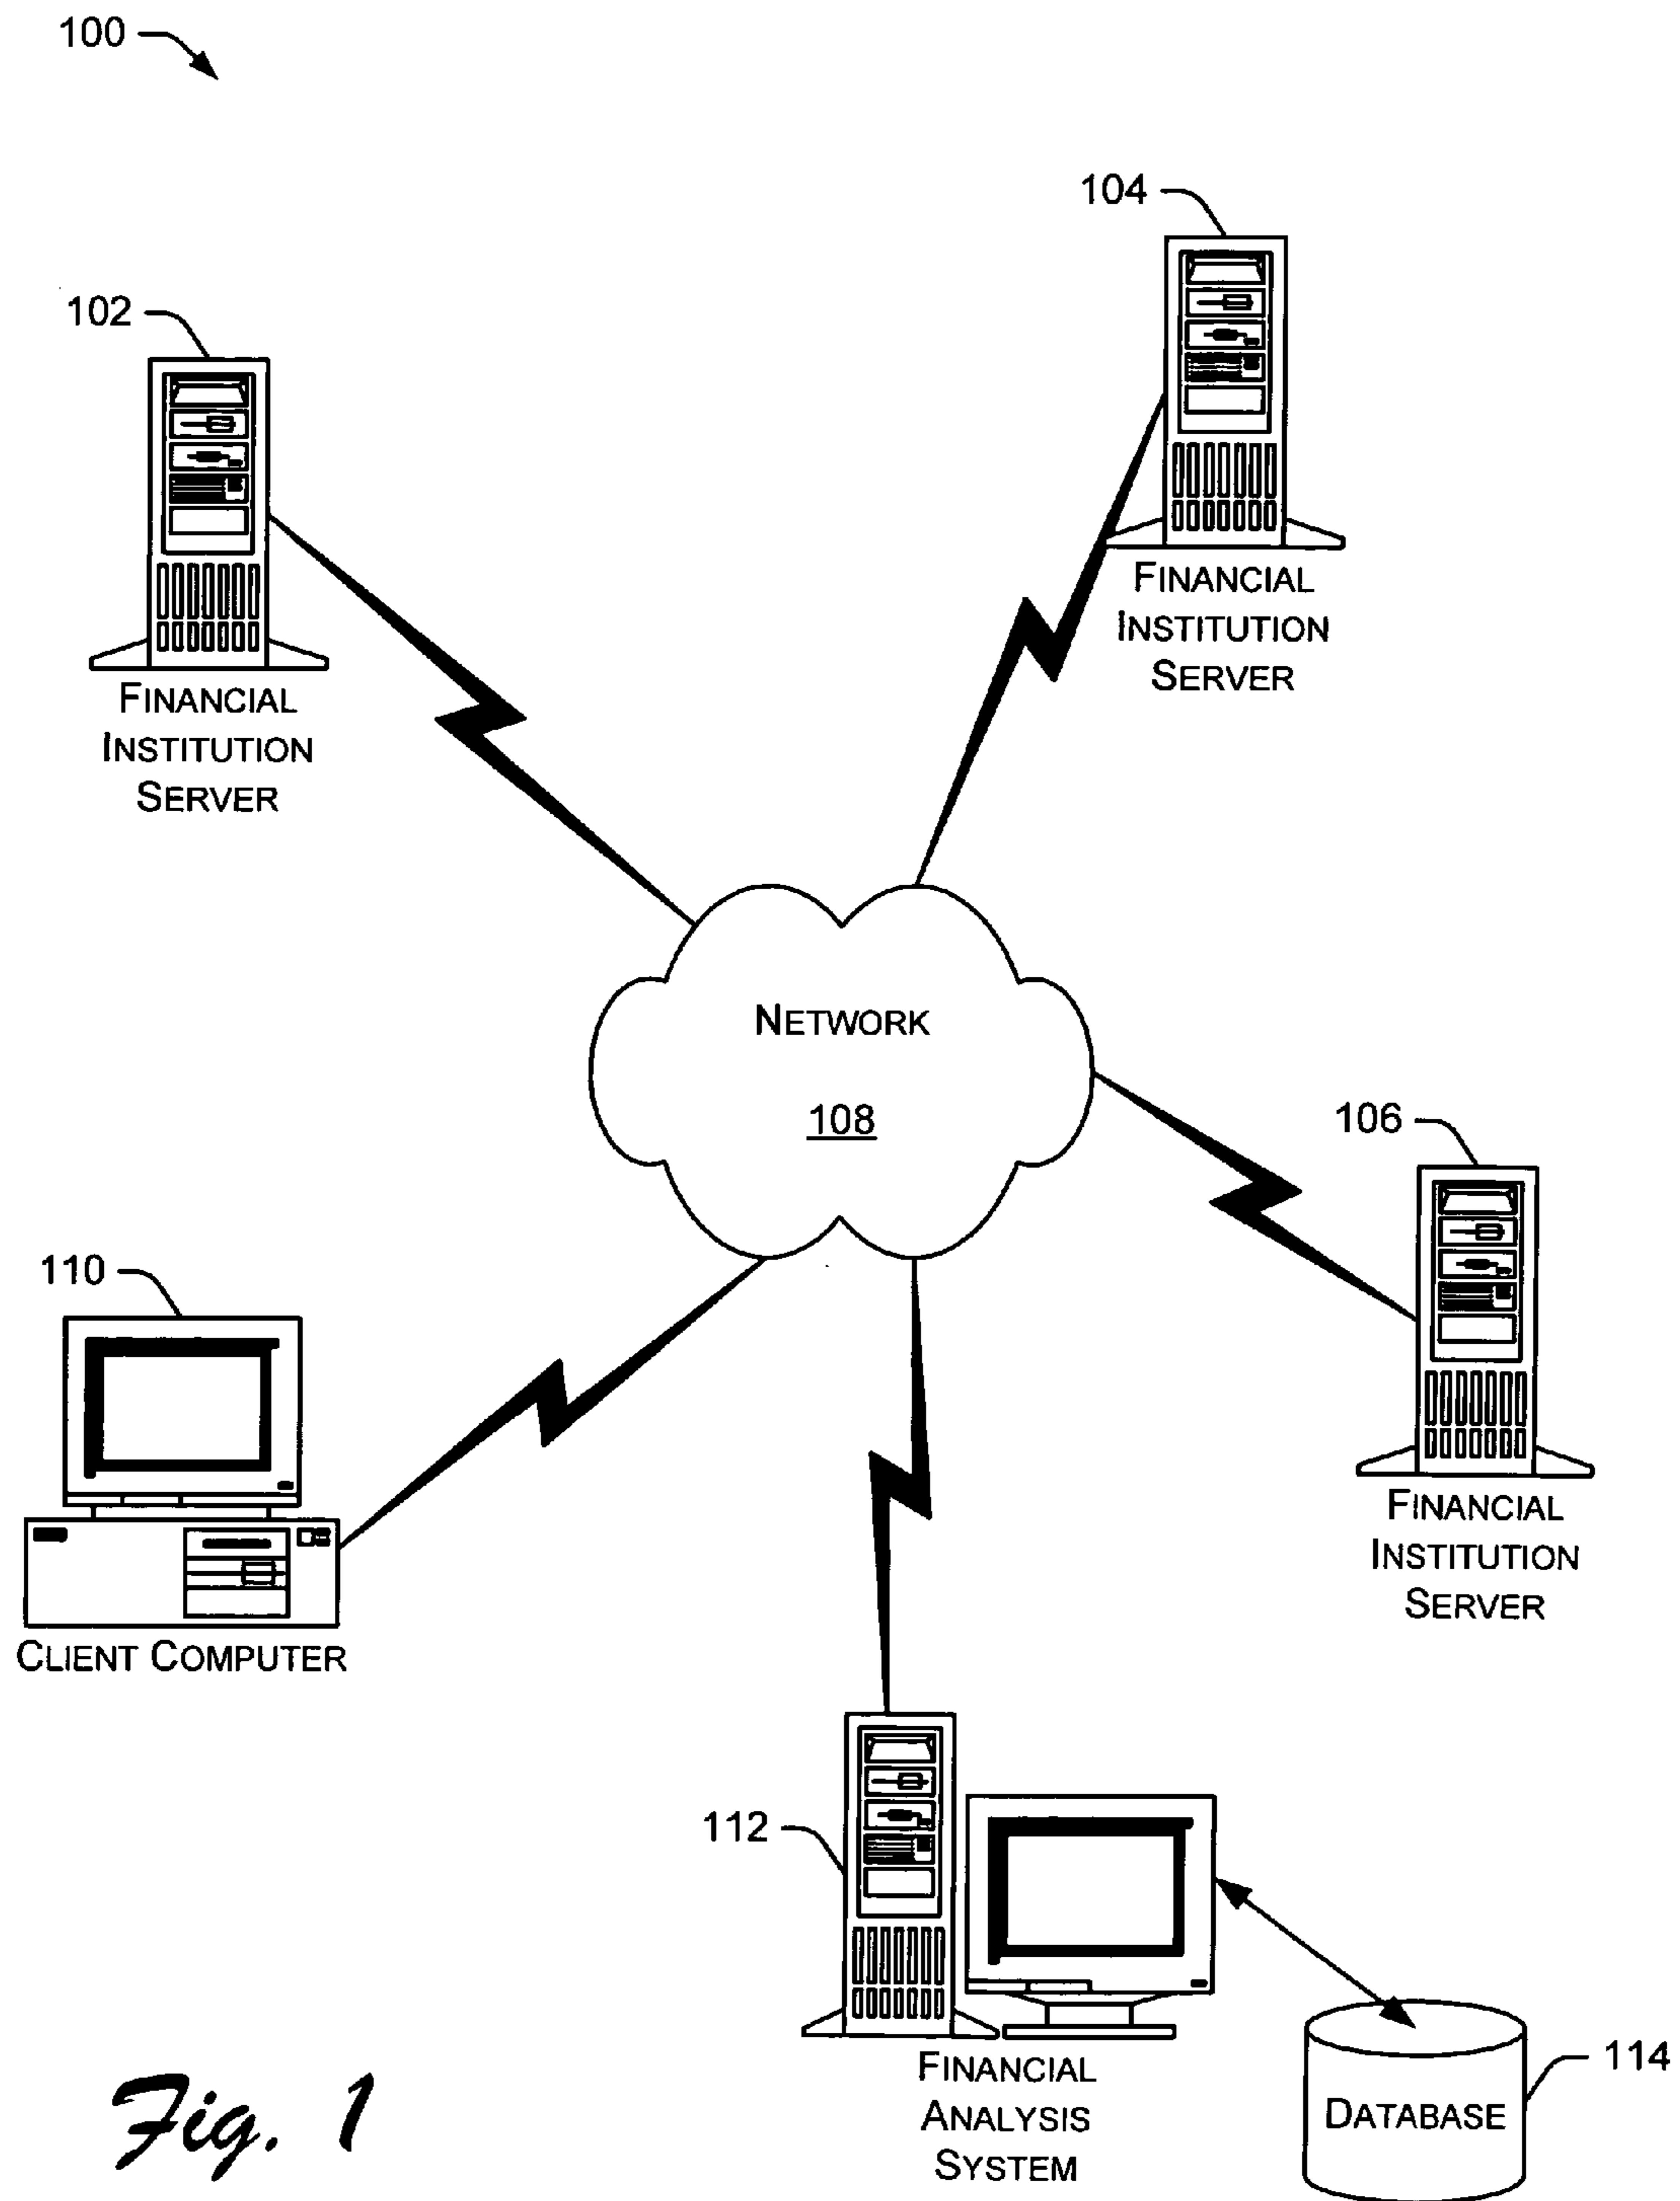 100
104
102
FINANCIAL
INSTITUTION
SERVER
FINANCIAL
INSTITUTION
SERVER
NETWORK
108
106
110
FINANCIAL
INSTITUTION
SERVER
CLIENT COMPUTER
112
FINANCIAL
ANALYSIS
SYSTEM
114
DATABASE
Fig. 1